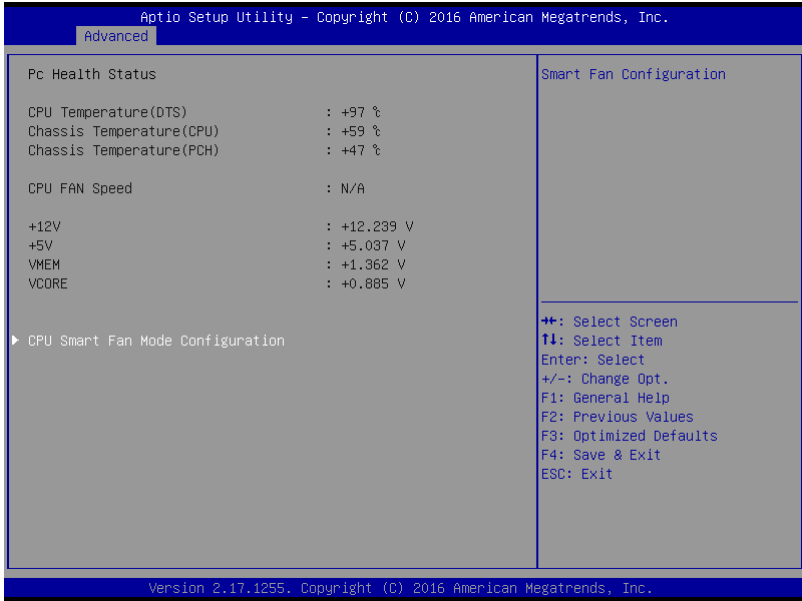 Aptio Setup Utility – Copyright (C) 2016 American Megatrends, Inc.
Advanced
Pc Health Status
CPU Temperature(DTS) : +97 ℃
Chassis Temperature(CPU) : +59 ℃
Chassis Temperature(PCH) : +47 ℃
CPU FAN Speed : N/A
+12V : +12.239 V
+5V : +5.037 V
VMEM : +1.362 V
VCORE : +0.885 V
▶ CPU Smart Fan Mode Configuration
Smart Fan Configuration
→←: Select Screen
↑↓: Select Item
Enter: Select
+/-: Change Opt.
F1: General Help
F2: Previous Values
F3: Optimized Defaults
F4: Save & Exit
ESC: Exit
Version 2.17.1255. Copyright (C) 2016 American Megatrends, Inc.